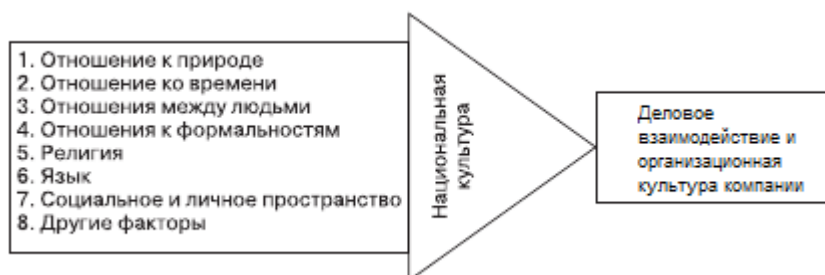 1. Отношение к природе
2. Отношение ко времени
3. Отношения между людьми
4. Отношения к формальностям
5. Религия
6. Язык
7. Социальное и личное пространство
8. Другие факторы
Национальная
культура
Деловое
взаимодействие и
организационная
культура компании